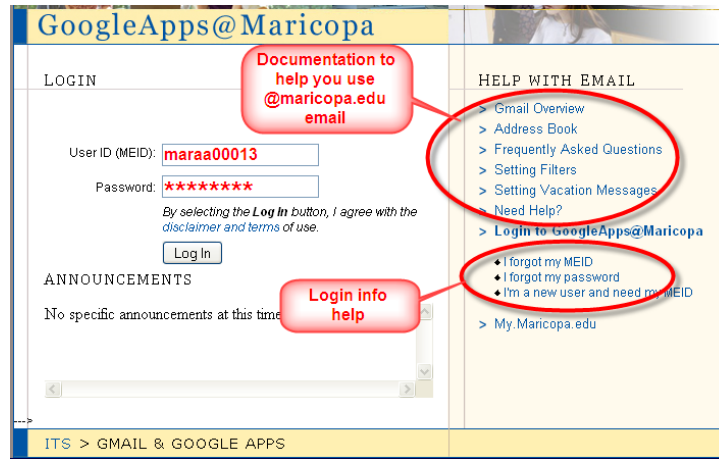 GoogleApps@Maricopa
LOGIN
Documentation to
help you use
@maricopa.edu
email
User ID (MEID): maraa00013
Password: ********
By selecting the Log In button, I agree with the
disclaimer and terms of use.
Log In
ANNOUNCEMENTS
No specific announcements at this time
Login info
help
HELP WITH EMAIL
> Gmail Overview
> Address Book
> Frequently Asked Questions
> Setting Filters
> Setting Vacation Messages
> Need Help?
> Login to GoogleApps@Maricopa
I forgot my MEID
I forgot my password
I'm a new user and need my MEID
> My.Maricopa.edu
--->
ITS > GMAIL & GOOGLE APPS